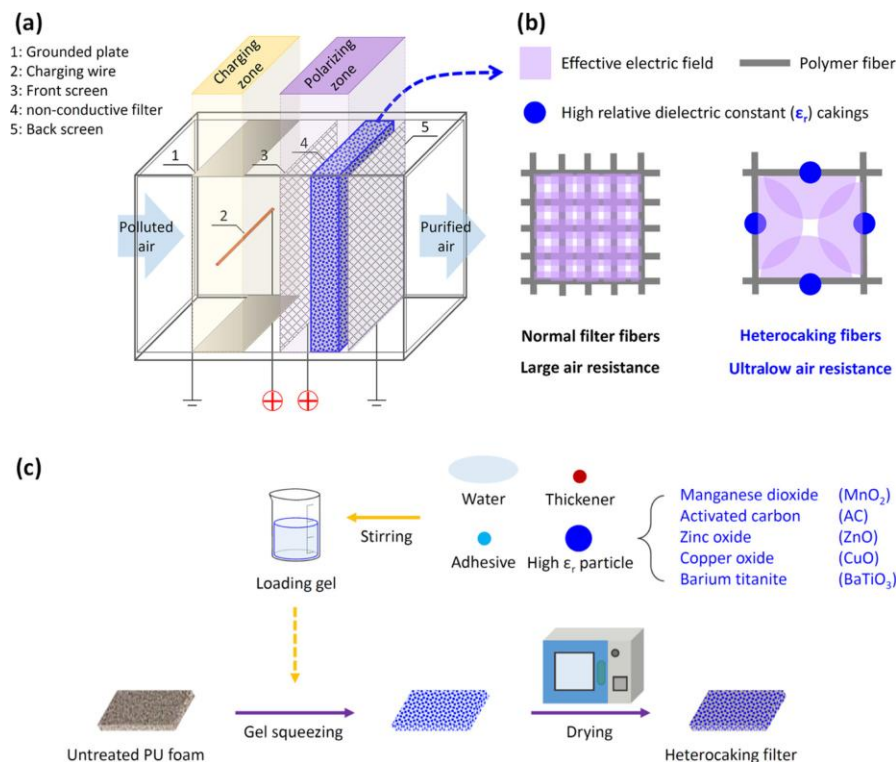 (a)
1: Grounded plate
2: Charging wire
3: Front screen
4: non-conductive filter
5: Back screen
Charging
zone
Polarizing
zone
1
2
3
4
5
Polluted
air
Purified
air
(b)
Effective electric field
Polymer fiber
High relative dielectric constant (εr) cakings
Normal filter fibers
Large air resistance
Heterocaking fibers
Ultralow air resistance
(c)
Water
Thickener
Adhesive
High εr particle
Manganese dioxide (MnO2)
Activated carbon (AC)
Zinc oxide (ZnO)
Copper oxide (CuO)
Barium titanite (BaTiO3)
Stirring
Loading gel
Untreated PU foam
Gel squeezing
Drying
Heterocaking filter